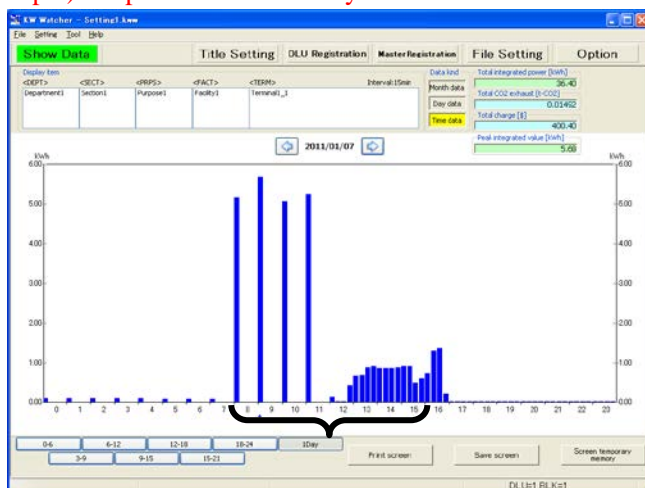 KW Watcher - Setting1.kww
File Setting Tool Help
Show Data Title Setting DLU Registration Master Registration File Setting Option
Display item
<DEPT> <SECT> <PRPS> <FACT> <TERM> Interval:15min
Department1 Section1 Purpose1 Facility1 Terminal1_1
Data kind
Month data
Day data
Time data
Total integrated power [kWh]
36.40
Total CO2 exhaust [t-CO2]
0.01492
Total charge [$]
400.40
Peak integrated value [kWh]
5.68
2011/01/07
kWh kWh
6.00 6.00
5.00 5.00
4.00 4.00
3.00 3.00
2.00 2.00
1.00 1.00
0.00 0.00
0 1 2 3 4 5 6 7 8 9 10 11 12 13 14 15 16 17 18 19 20 21 22 23
0-6 6-12 12-18 18-24 1Day
3-9 9-15 15-21
Print screen Save screen Screen temporary memory
DLU=1 BLK=1